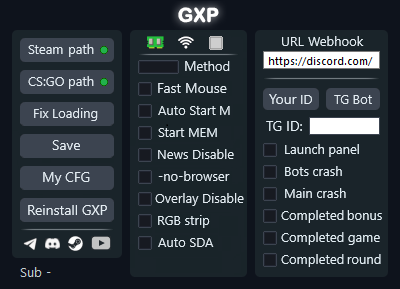 GXP
Steam path
CS:GO path
Fix Loading
Save
My CFG
Reinstall GXP
Sub -
Method
Fast Mouse
Auto Start M
Start MEM
News Disable
-no-browser
Overlay Disable
RGB strip
Auto SDA
URL Webhook
https://discord.com/
Your ID
TG Bot
TG ID:
Launch panel
Bots crash
Main crash
Completed bonus
Completed game
Completed round